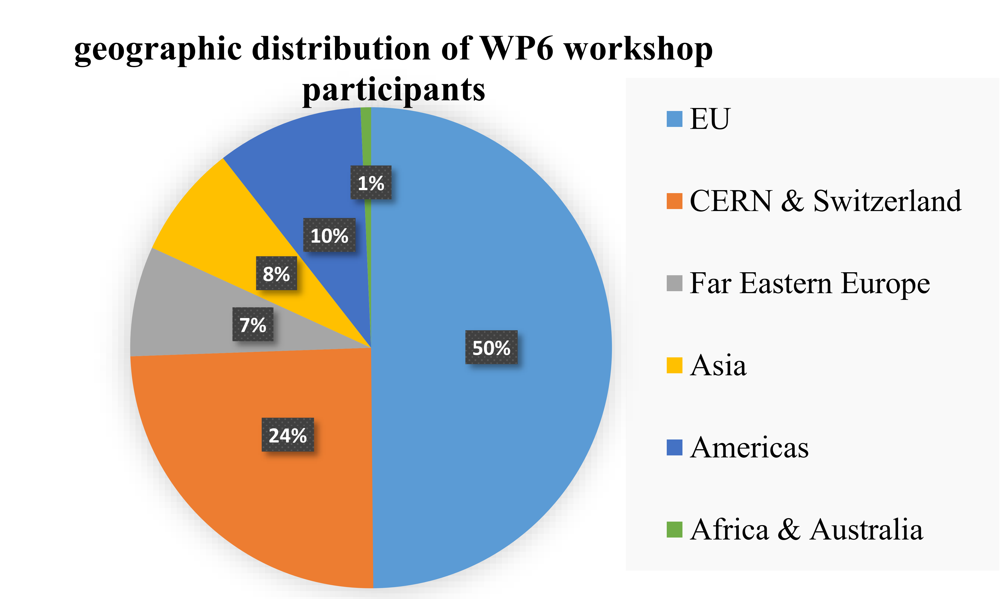 geographic distribution of WP6 workshop
participants
EU
CERN & Switzerland
Far Eastern Europe
Asia
Americas
Africa & Australia
1%
10%
8%
7%
50%
24%